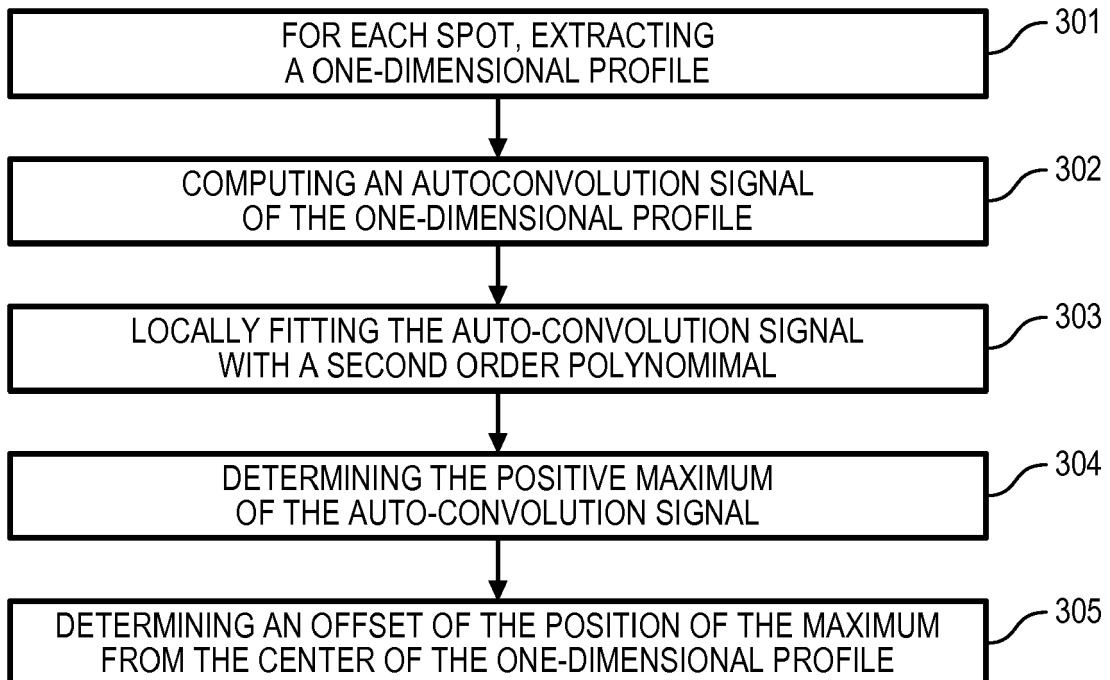 FOR EACH SPOT, EXTRACTING
A ONE-DIMENSIONAL PROFILE
301
COMPUTING AN AUTOCONVOLUTION SIGNAL
OF THE ONE-DIMENSIONAL PROFILE
302
LOCALLY FITTING THE AUTO-CONVOLUTION SIGNAL
WITH A SECOND ORDER POLYNOMIMAL
303
DETERMINING THE POSITIVE MAXIMUM
OF THE AUTO-CONVOLUTION SIGNAL
304
DETERMINING AN OFFSET OF THE POSITION OF THE MAXIMUM
FROM THE CENTER OF THE ONE-DIMENSIONAL PROFILE
305